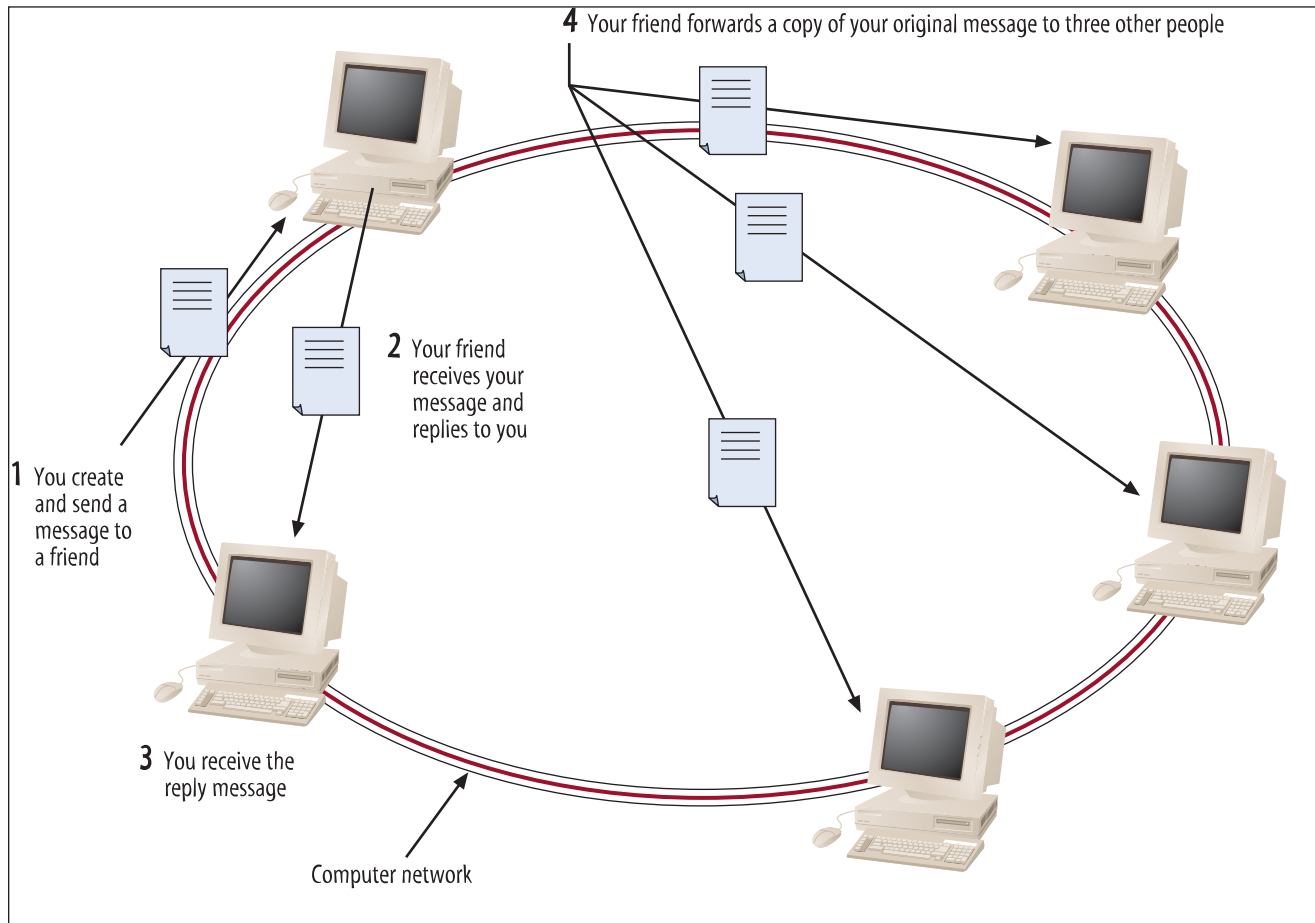 4 Your friend forwards a copy of your original message to three other people
2 Your friend
receives your
message and
replies to you
1 You create
and send a
message to
a friend
3 You receive the
reply message
Computer network